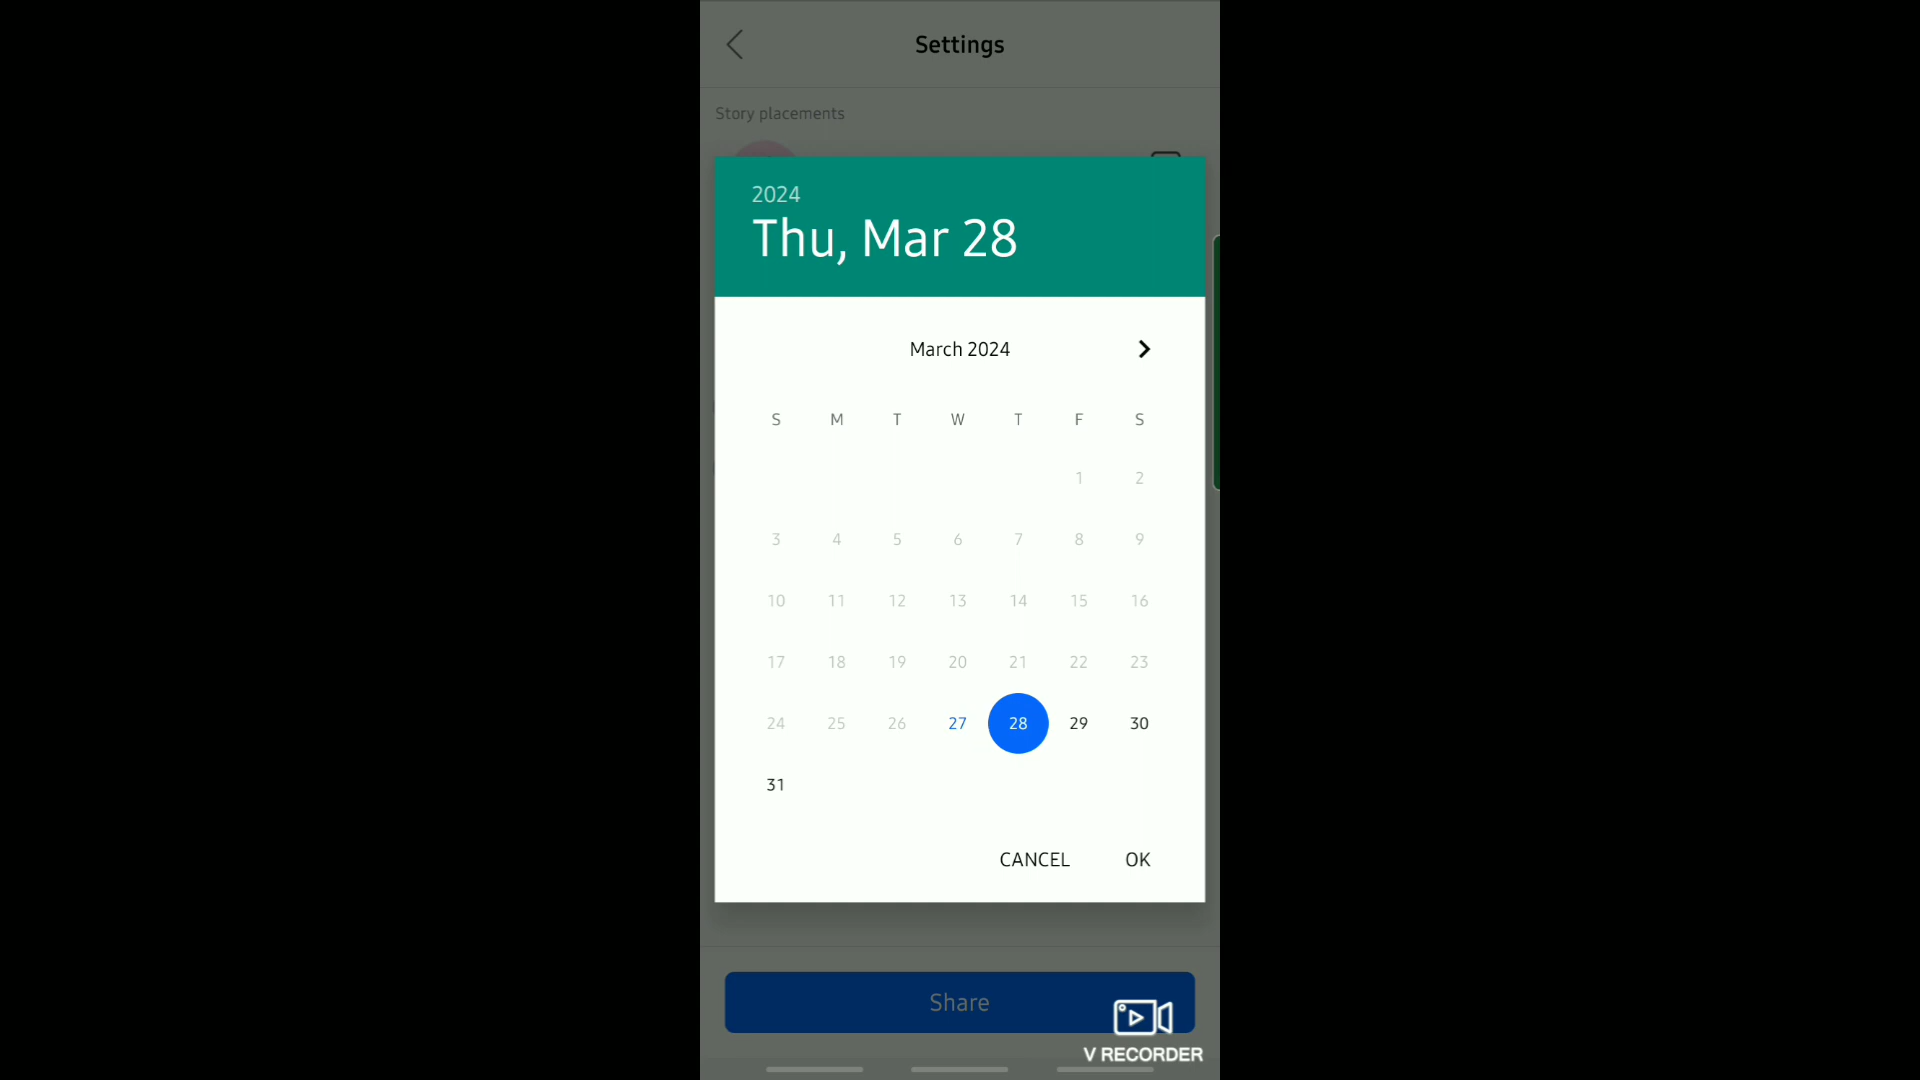 Settings
Story placements
2024
Thu, Mar 28
March 2024
S M T W T F S
1 2
3 4 5 6 7 8 9
10 11 12 13 14 15 16
17 18 19 20 21 22 23
24 25 26 27 28 29 30
31
CANCEL OK
Share
V RECORDER